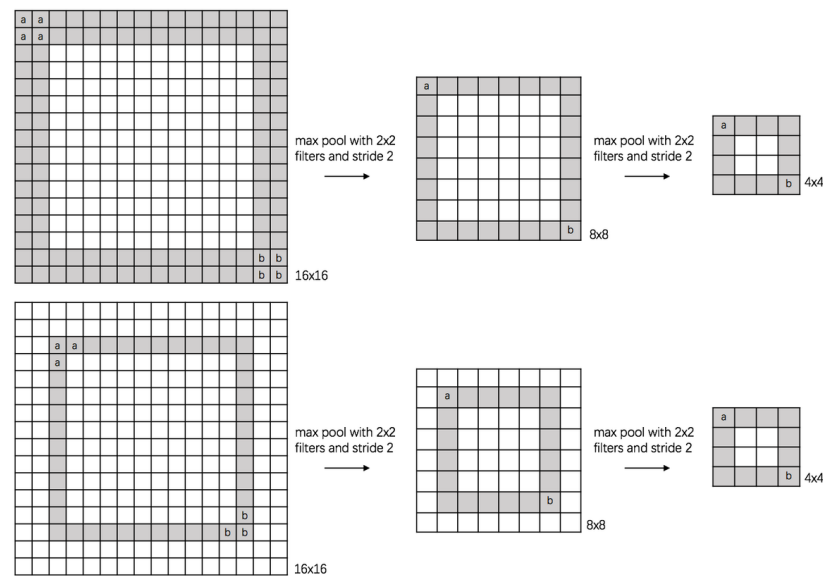 a a
a a
b b
b b
16x16
max pool with 2x2
filters and stride 2
a
b
8x8
max pool with 2x2
filters and stride 2
a
b
4x4
a a
a
b
b b
16x16
max pool with 2x2
filters and stride 2
a
b
8x8
max pool with 2x2
filters and stride 2
a
b
4x4